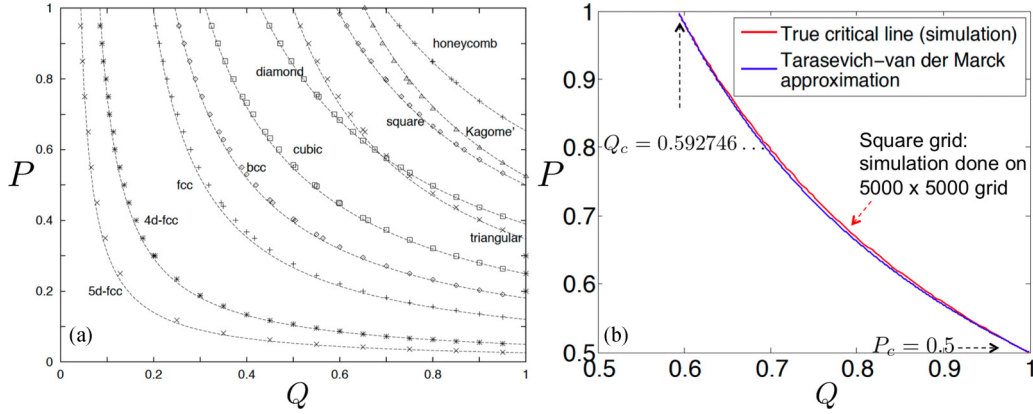 1
0.8
0.6
0.4
0.2
0
P
0 0.2 0.4 0.6 0.8 1
Q
(a)
honeycomb
diamond
square
Kagome'
cubic
bcc
fcc
triangular
4d-fcc
5d-fcc
1
0.9
0.8
0.7
0.6
0.5
P
0.5 0.6 0.7 0.8 0.9 1
Q
(b)
True critical line (simulation)
Tarasevich-van der Marck
approximation
Q_c = 0.592746 ...
Square grid:
simulation done on
5000 x 5000 grid
P_c = 0.5